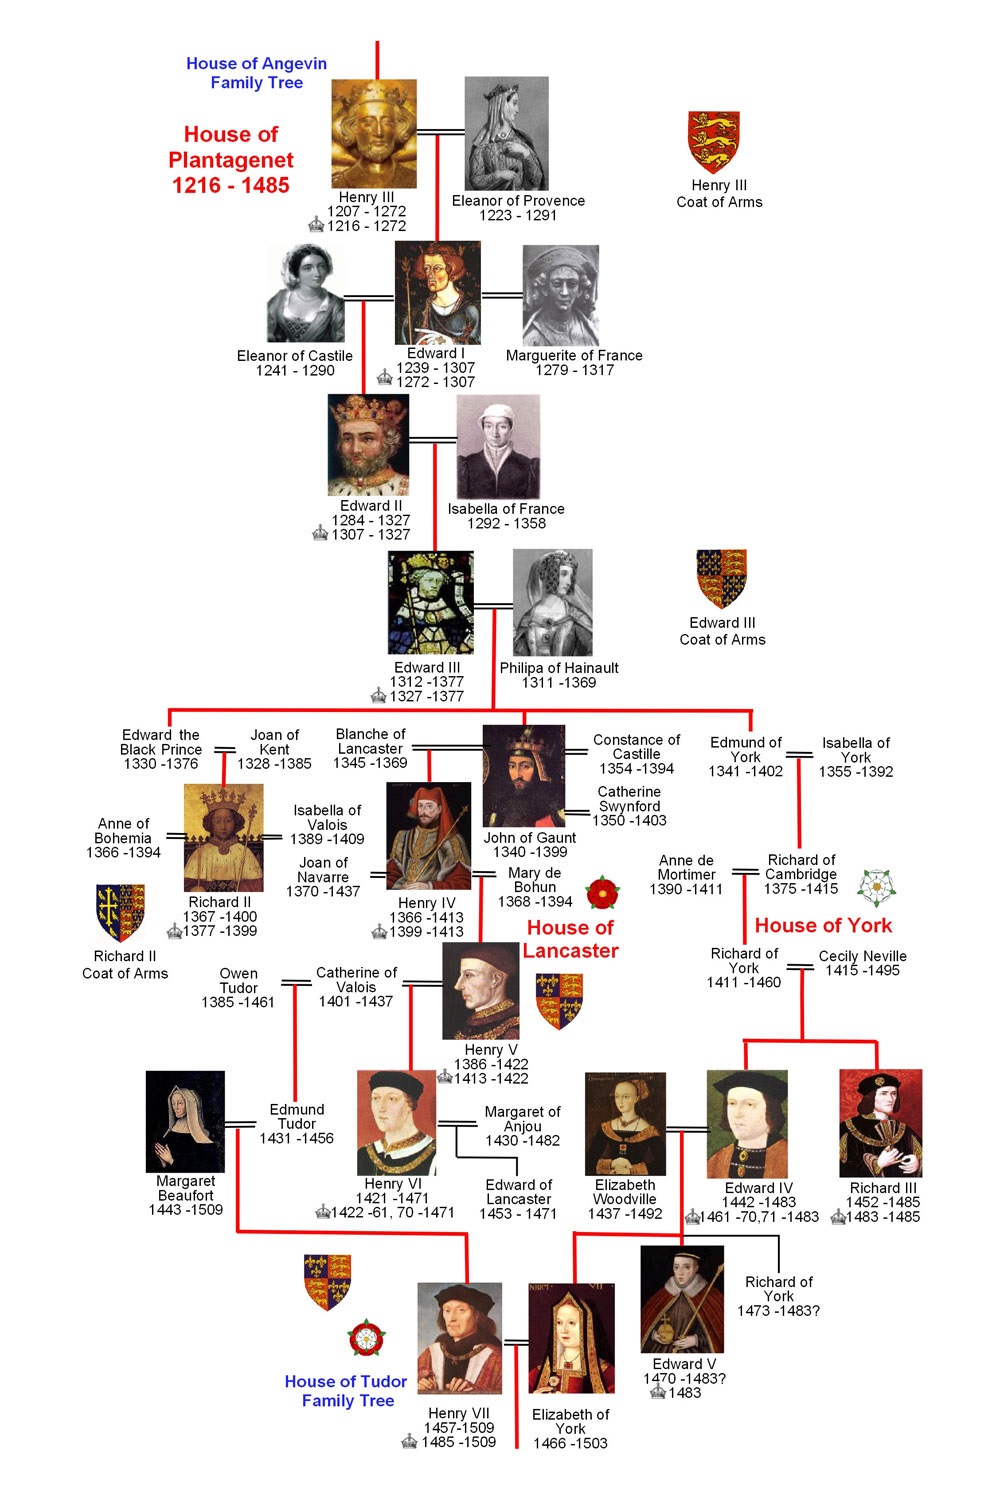 House of Angevin
Family Tree
House of
Plantagenet
1216 - 1485
Henry III
1207 - 1272
1216 - 1272
Eleanor of Provence
1223 - 1291
Henry III
Coat of Arms
Eleanor of Castile
1241 - 1290
Edward I
1239 - 1307
1272 - 1307
Marguerite of France
1279 - 1317
Edward II
1284 - 1327
1307 - 1327
Isabella of France
1292 - 1358
Edward III
Coat of Arms
Edward III
1312 -1377
1327 -1377
Philipa of Hainault
1311 -1369
Edward the
Black Prince
1330 -1376
Joan of
Kent
1328 -1385
Blanche of
Lancaster
1345 -1369
Constance of
Castille
1354 -1394
Catherine
Swynford
1350 -1403
John of Gaunt
1340 -1399
Edmund of
York
1341 -1402
Isabella of
York
1355 -1392
Anne of
Bohemia
1366 -1394
Isabella of
Valois
1389 -1409
Joan of
Navarre
1370 -1437
Richard II
1367 -1400
1377 -1399
Henry IV
1366 -1413
1399 -1413
Mary de
Bohun
1368 -1394
Anne de
Mortimer
1390 -1411
Richard of
Cambridge
1375 -1415
House of
Lancaster
House of York
Richard II
Coat of Arms
Owen
Tudor
1385 -1461
Catherine of
Valois
1401 -1437
Richard of
York
1411 -1460
Cecily Neville
1415 -1495
Henry V
1386 -1422
1413 -1422
Margaret
Beaufort
1443 -1509
Edmund
Tudor
1431 -1456
Henry VI
1421 -1471
1422 -61, 70 -1471
Margaret of
Anjou
1430 -1482
Edward of
Lancaster
1453 - 1471
Elizabeth
Woodville
1437 -1492
Edward IV
1442 -1483
1461 -70,71 -1483
Richard III
1452 -1485
1483 -1485
Richard of
York
1473 -1483?
Edward V
1470 -1483?
1483
House of Tudor
Family Tree
Henry VII
1457-1509
1485 -1509
Elizabeth of
York
1466 -1503